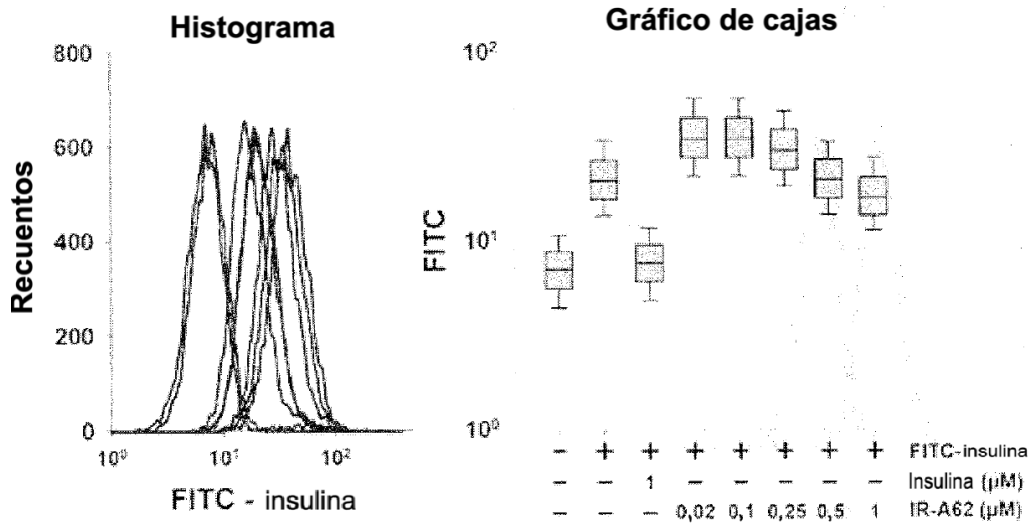 Histograma
800
600
400
200
0
Recuentos
10⁰ 10¹ 10²
FITC - insulina
Gráfico de cajas
10²
10¹
10⁰
FITC
- + + + + + + + FITC-insulina
- - 1 - - - - - Insulina (µM)
- - - 0,02 0,1 0,25 0,5 1 IR-A62 (µM)